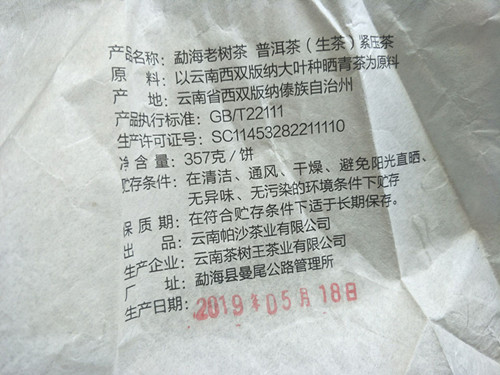 产品名称：勐海老树茶 普洱茶（生茶）紧压茶
原 料：以云南西双版纳大叶种晒青茶为原料
产 地：云南省西双版纳傣族自治州
产品执行标准：GB/T22111
生产许可证号：SC11453282211110
净含量：357克/饼
贮存条件：在清洁、通风、干燥、避免阳光直晒、
无异味、无污染的环境条件下贮存
保质期：在符合贮存条件下适于长期保存。
出 品：云南帕沙茶业有限公司
生产企业：云南茶树王茶业有限公司
厂 址：勐海县曼尾公路管理所
生产日期：2019年05月18日